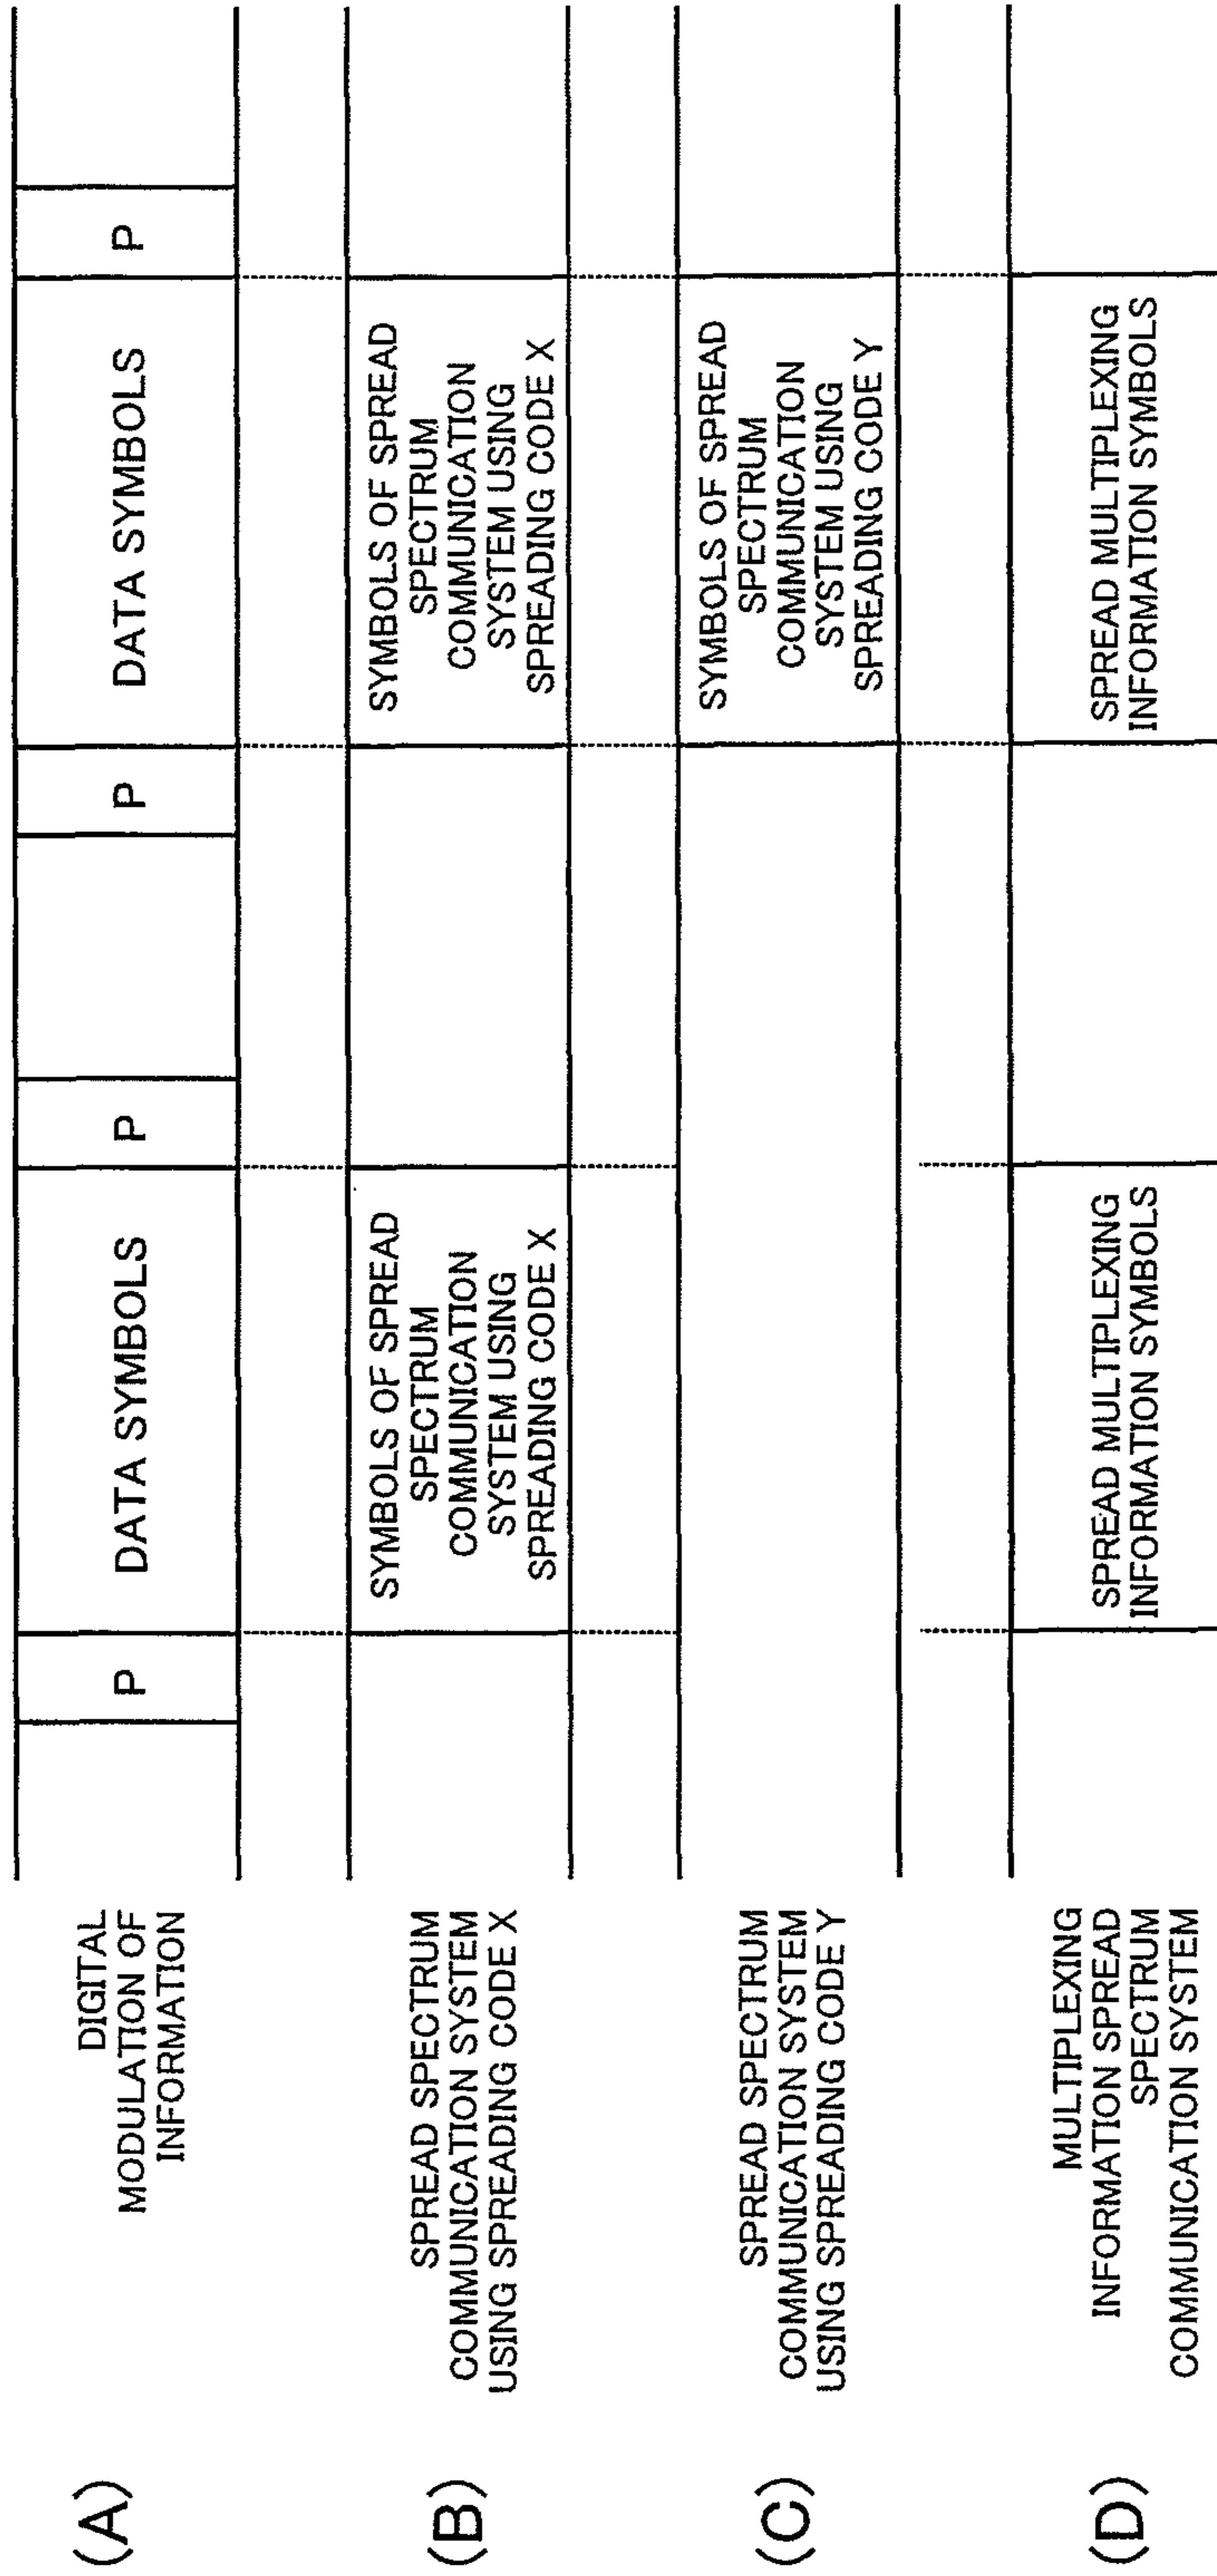 (A)
DIGITAL
MODULATION OF
INFORMATION
P
DATA SYMBOLS
P
P
DATA SYMBOLS
P
(B)
SPREAD SPECTRUM
COMMUNICATION SYSTEM
USING SPREADING CODE X
SYMBOLS OF SPREAD
SPECTRUM
COMMUNICATION
SYSTEM USING
SPREADING CODE X
SYMBOLS OF SPREAD
SPECTRUM
COMMUNICATION
SYSTEM USING
SPREADING CODE X
(C)
SPREAD SPECTRUM
COMMUNICATION SYSTEM
USING SPREADING CODE Y
SYMBOLS OF SPREAD
SPECTRUM
COMMUNICATION
SYSTEM USING
SPREADING CODE Y
(D)
MULTIPLEXING
INFORMATION SPREAD
SPECTRUM
COMMUNICATION SYSTEM
SPREAD MULTIPLEXING
INFORMATION SYMBOLS
SPREAD MULTIPLEXING
INFORMATION SYMBOLS